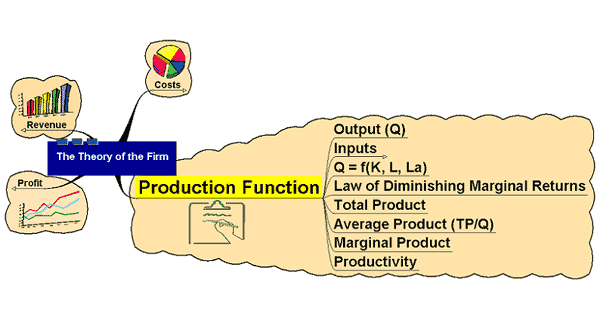 Costs
Revenue
The Theory of the Firm
Profit
Production Function
Output (Q)
Inputs
Q = f(K, L, La)
Law of Diminishing Marginal Returns
Total Product
Average Product (TP/Q)
Marginal Product
Productivity